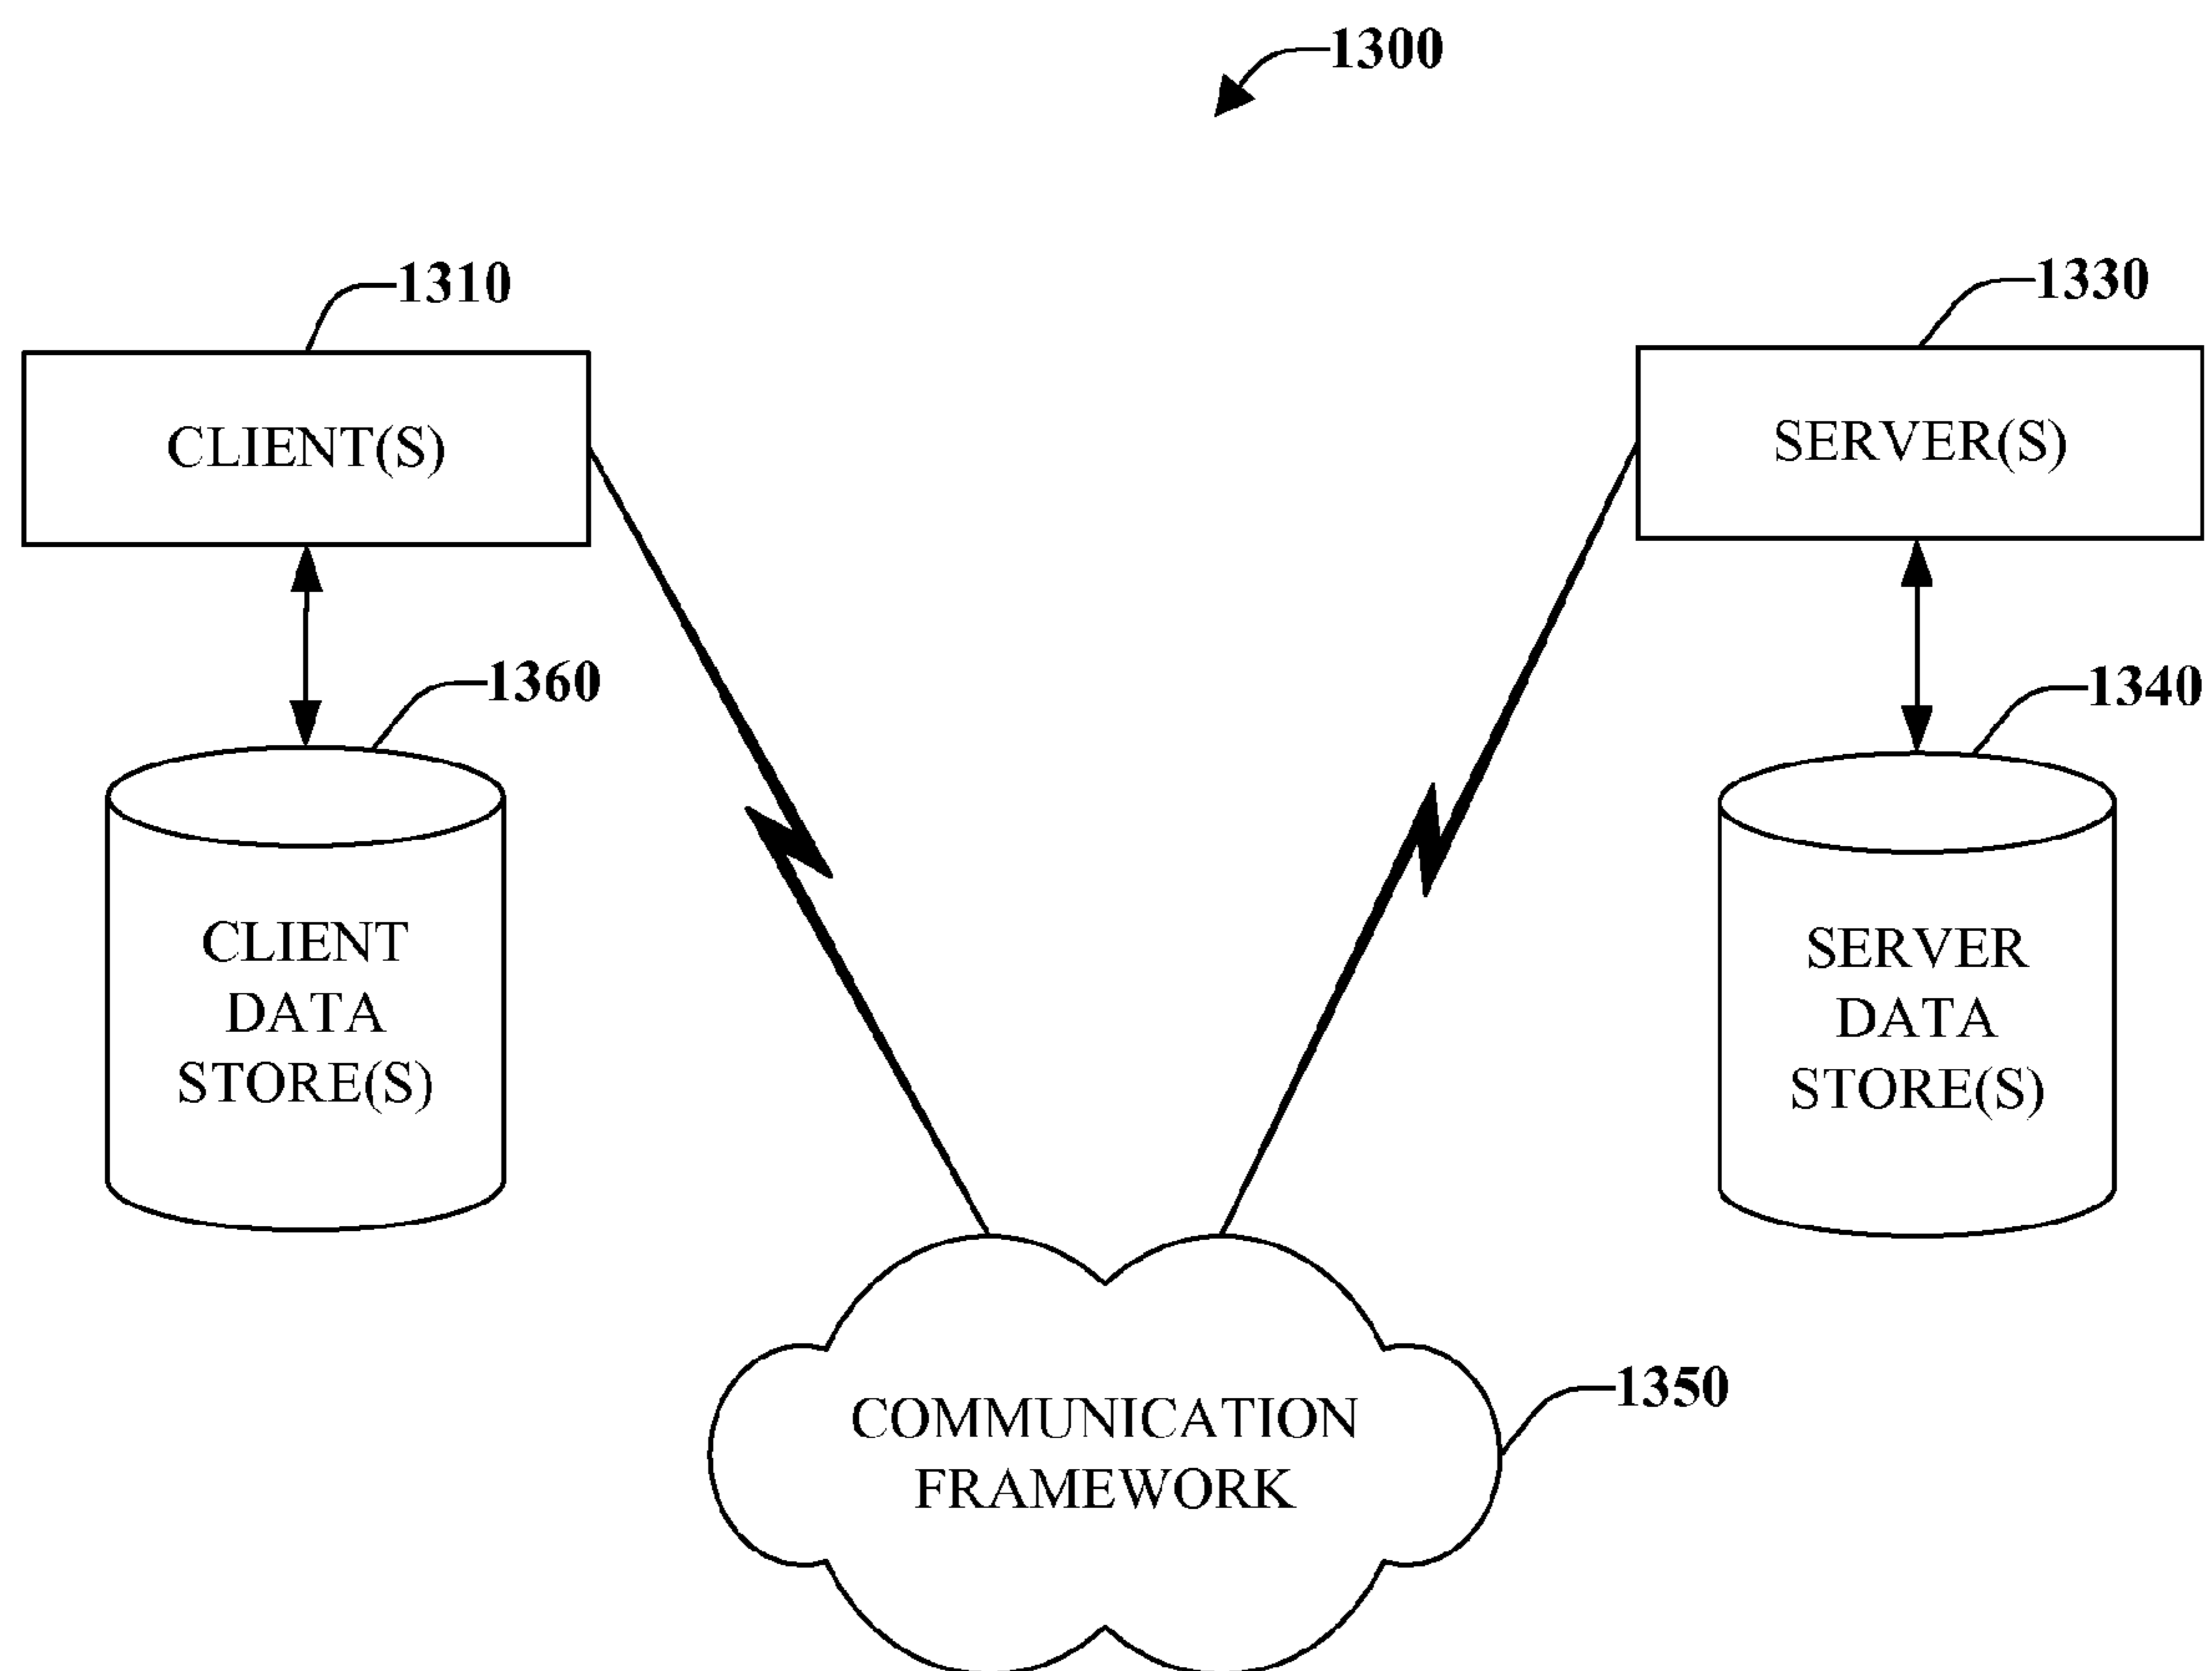 1300
1310
1330
CLIENT(S)
SERVER(S)
1360
1340
CLIENT
DATA
STORE(S)
SERVER
DATA
STORE(S)
1350
COMMUNICATION
FRAMEWORK